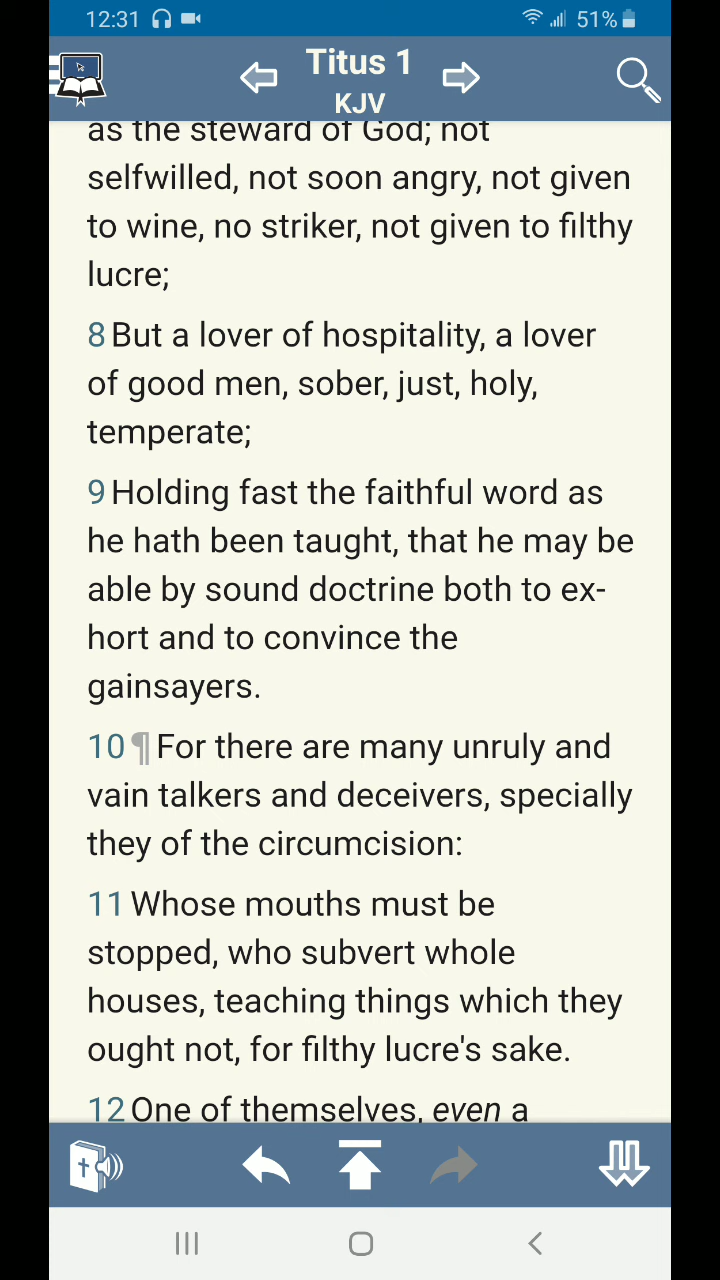 12:31 51%
Titus 1
KJV
as the steward of God; not
selfwilled, not soon angry, not given
to wine, no striker, not given to filthy
lucre;
8 But a lover of hospitality, a lover
of good men, sober, just, holy,
temperate;
9 Holding fast the faithful word as
he hath been taught, that he may be
able by sound doctrine both to ex-
hort and to convince the
gainsayers.
10 ¶ For there are many unruly and
vain talkers and deceivers, specially
they of the circumcision:
11 Whose mouths must be
stopped, who subvert whole
houses, teaching things which they
ought not, for filthy lucre's sake.
12 One of themselves, even a